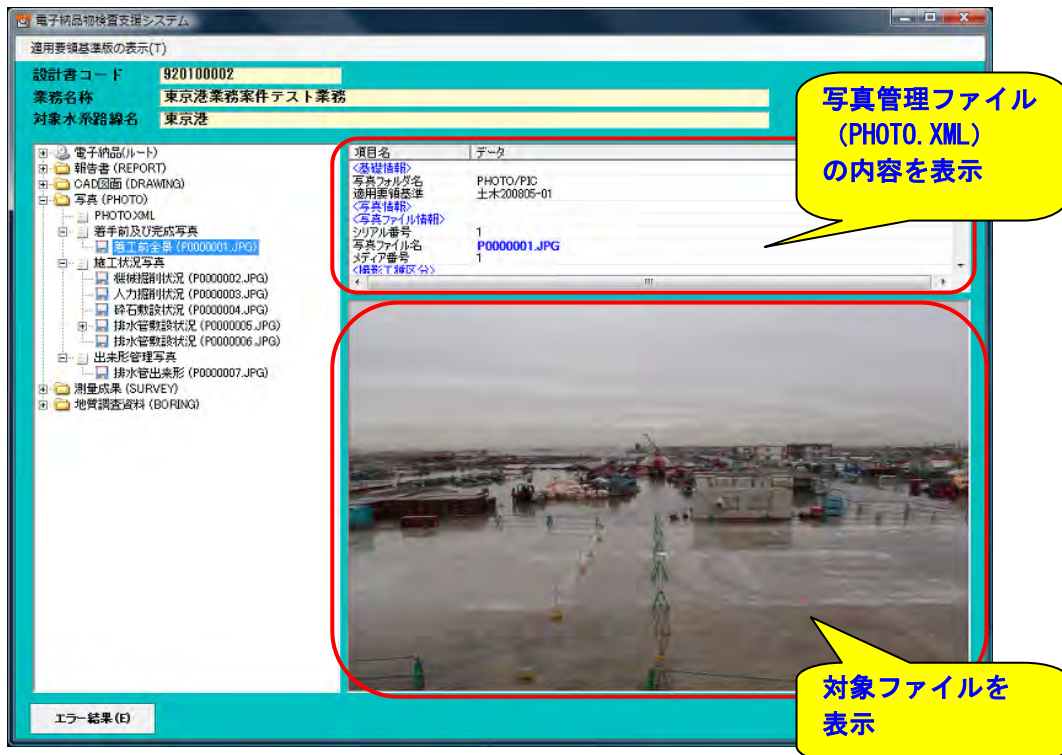 電子納品物検査支援システム
適用要領基準版の表示(T)
設計書コード 920100002
業務名称 東京港業務案件テスト業務
対象水系路線名 東京港
写真管理ファイル
(PHOTO.XML)
の内容を表示
電子納品(ルート)
報告書 (REPORT)
CAD図面 (DRAWING)
写真 (PHOTO)
PHOTO.XML
着手前及び完成写真
着工前全景 (P0000001.JPG)
施工状況写真
機械掘削状況 (P0000002.JPG)
人力掘削状況 (P0000003.JPG)
砕石敷設状況 (P0000004.JPG)
排水管敷設状況 (P0000005.JPG)
排水管敷設状況 (P0000006.JPG)
出来形管理写真
排水管出来形 (P0000007.JPG)
測量成果 (SURVEY)
地質調査資料 (BORING)
項目名 データ
<基礎情報>
写真フォルダ名 PHOTO/PIC
適用要領基準 土木200805-01
<写真情報>
<写真ファイル情報>
シリアル番号 1
写真ファイル名 P0000001.JPG
メディア番号 1
<撮影工種区分>
対象ファイルを
表示
エラー結果(E)